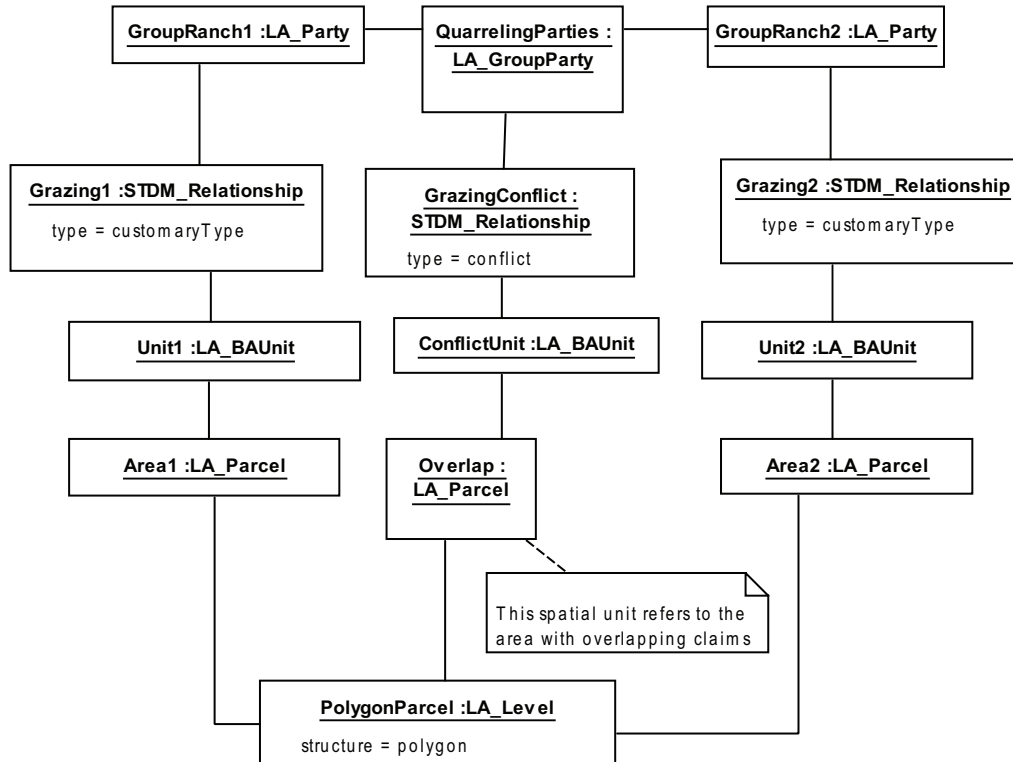 GroupRanch1 :LA_Party
QuarrelingParties :
LA_GroupParty
GroupRanch2 :LA_Party
Grazing1 :STDM_Relationship
type = customaryType
GrazingConflict :
STDM_Relationship
type = conflict
Grazing2 :STDM_Relationship
type = customaryType
Unit1 :LA_BAUnit
ConflictUnit :LA_BAUnit
Unit2 :LA_BAUnit
Area1 :LA_Parcel
Overlap :
LA_Parcel
Area2 :LA_Parcel
This spatial unit refers to the
area with overlapping claims
PolygonParcel :LA_Level
structure = polygon